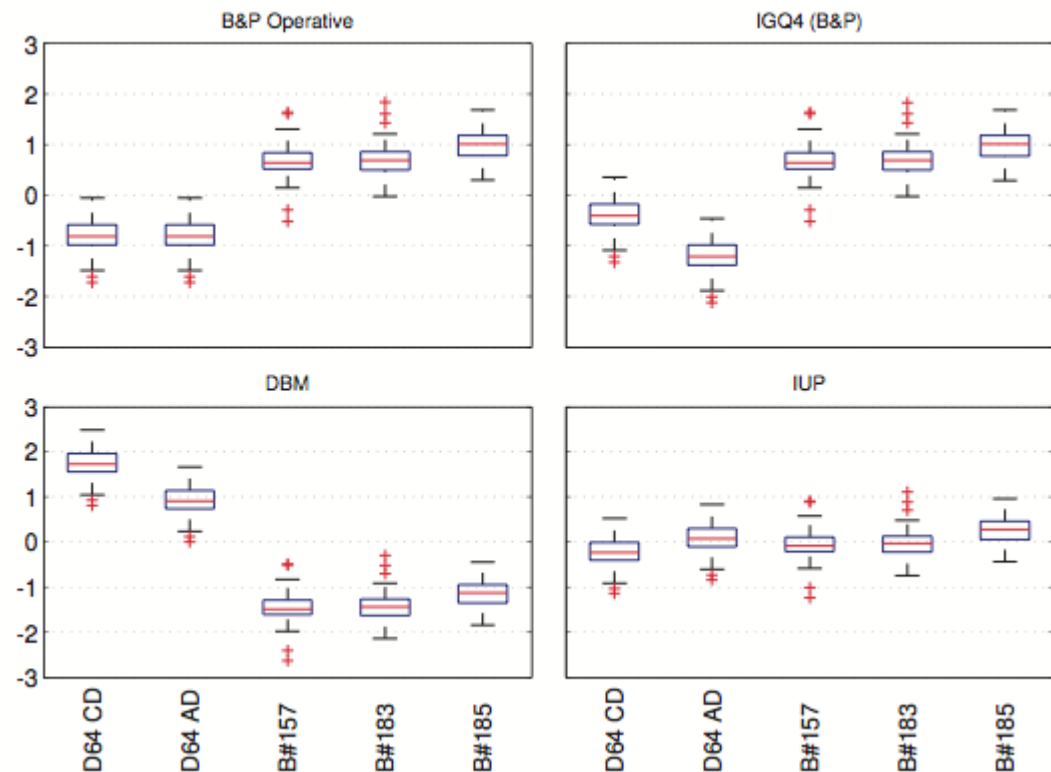 B&P Operative
IGQ4 (B&P)
3
2
1
0
-1
-2
-3
DBM
IUP
3
2
1
0
-1
-2
-3
D64 CD
D64 AD
B#157
B#183
B#185
D64 CD
D64 AD
B#157
B#183
B#185